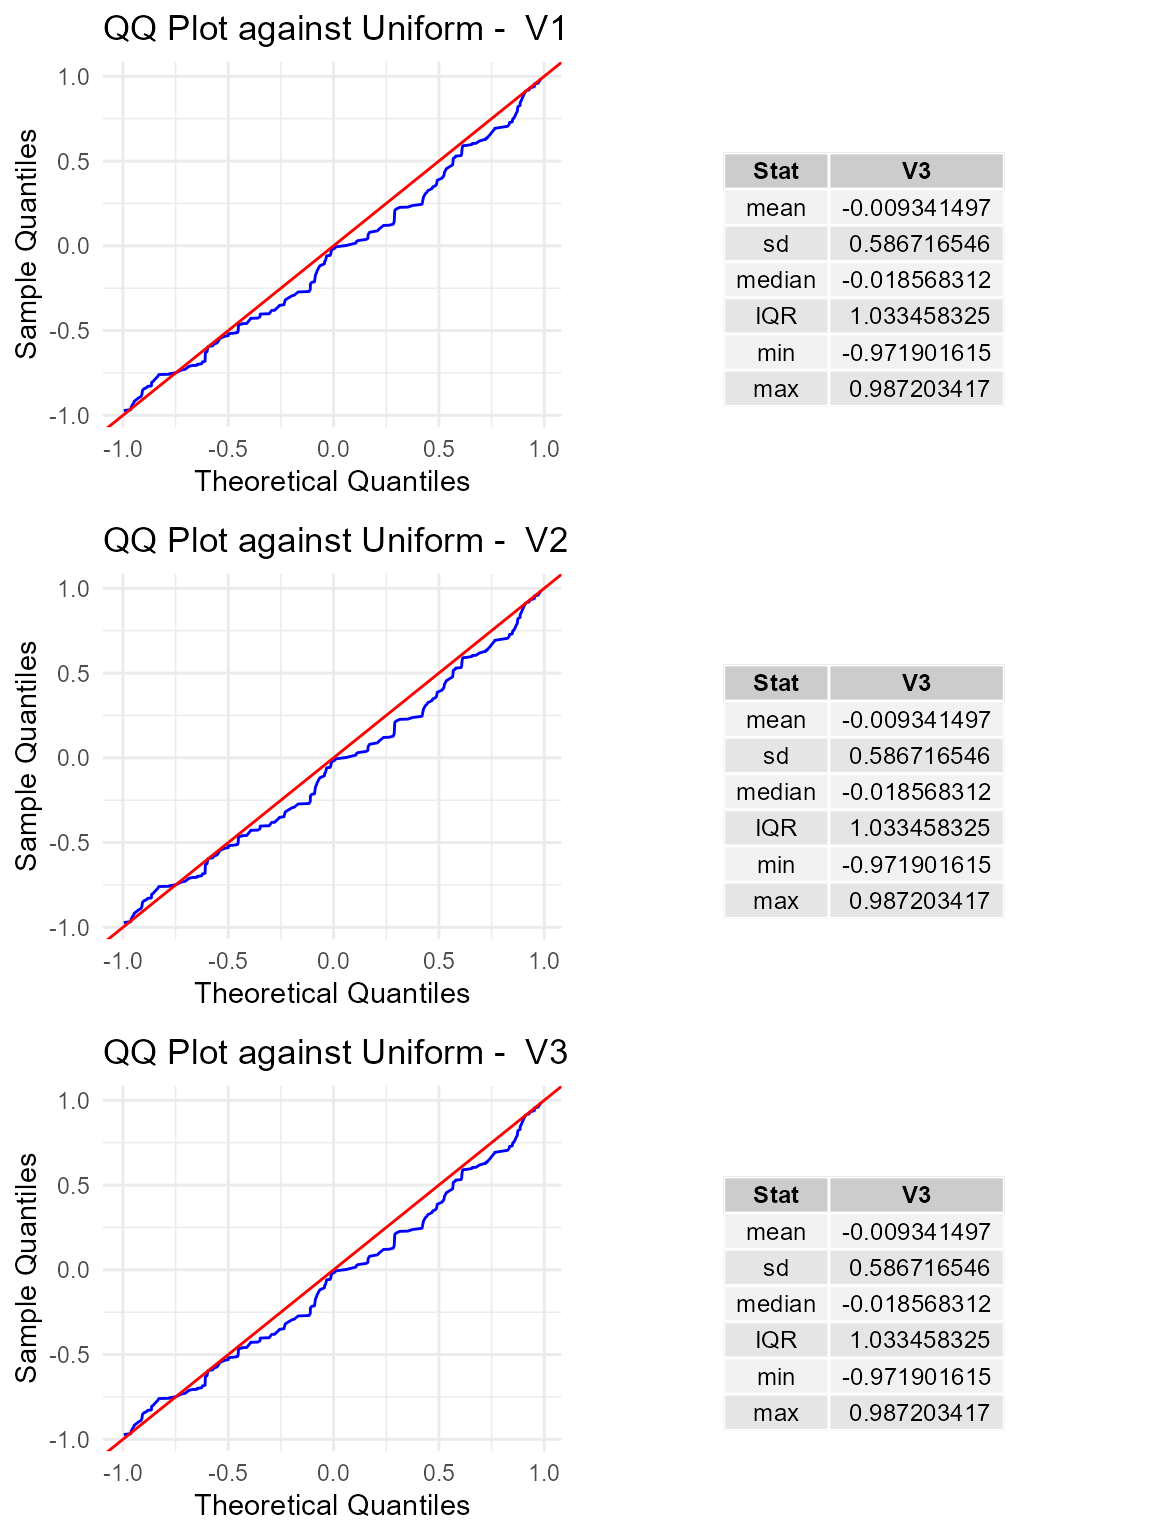 QQ Plot against Uniform -  V1
1.0
0.5
0.0
-0.5
-1.0
Sample Quantiles
-1.0 -0.5 0.0 0.5 1.0
Theoretical Quantiles
Stat V3
mean -0.009341497
sd 0.586716546
median -0.018568312
IQR 1.033458325
min -0.971901615
max 0.987203417
QQ Plot against Uniform -  V2
1.0
0.5
0.0
-0.5
-1.0
Sample Quantiles
-1.0 -0.5 0.0 0.5 1.0
Theoretical Quantiles
Stat V3
mean -0.009341497
sd 0.586716546
median -0.018568312
IQR 1.033458325
min -0.971901615
max 0.987203417
QQ Plot against Uniform -  V3
1.0
0.5
0.0
-0.5
-1.0
Sample Quantiles
-1.0 -0.5 0.0 0.5 1.0
Theoretical Quantiles
Stat V3
mean -0.009341497
sd 0.586716546
median -0.018568312
IQR 1.033458325
min -0.971901615
max 0.987203417